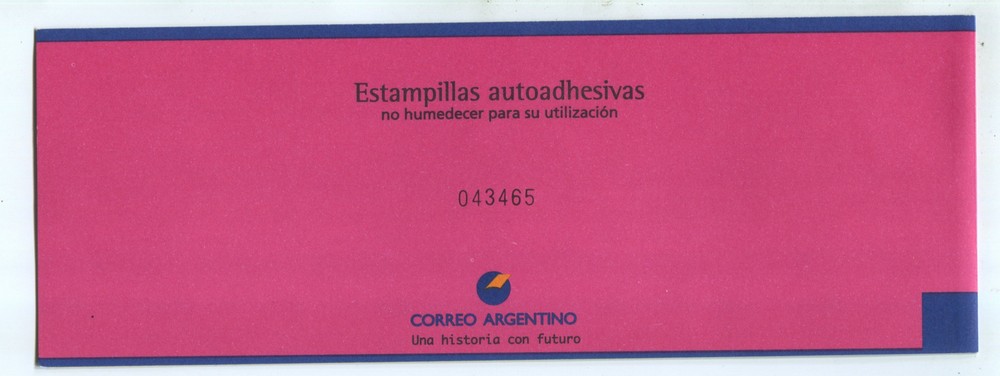 Estampillas autoadhesivas
no humedecer para su utilización
043465
CORREO ARGENTINO
Una historia con futuro